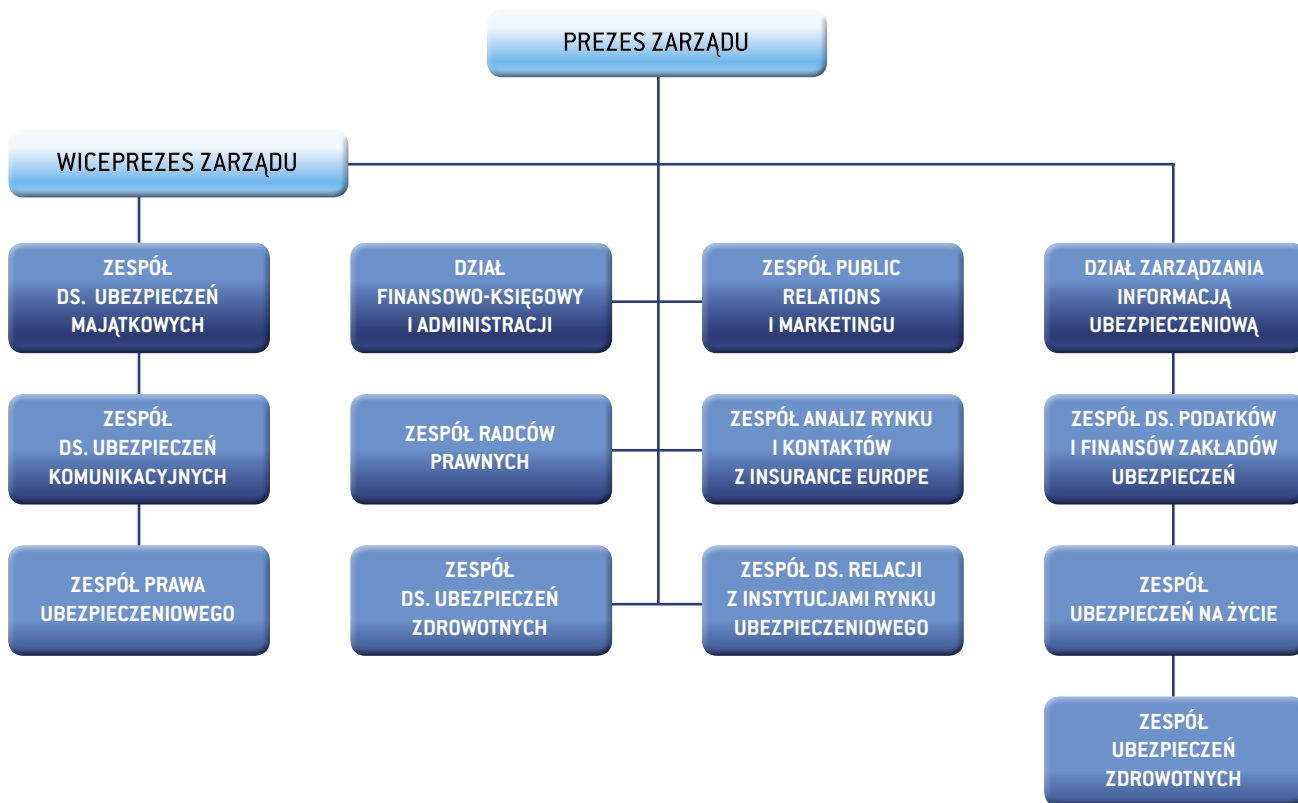 PREZES ZARZĄDU
WICEPREZES ZARZĄDU
ZESPÓŁ
DS. UBEZPIECZEŃ
MAJĄTKOWYCH
DZIAŁ
FINANSOWO-KSIĘGOWY
I ADMINISTRACJI
ZESPÓŁ PUBLIC
RELATIONS
I MARKETINGU
DZIAŁ ZARZĄDZANIA
INFORMACJĄ
UBEZPIECZENIOWĄ
ZESPÓŁ
DS. UBEZPIECZEŃ
KOMUNIKACYJNYCH
ZESPÓŁ RADCÓW
PRAWNYCH
ZESPÓŁ ANALIZ RYNKU
I KONTAKTÓW
Z INSURANCE EUROPE
ZESPÓŁ DS. PODATKÓW
I FINANSÓW ZAKŁADÓW
UBEZPIECZEŃ
ZESPÓŁ PRAWA
UBEZPIECZENIOWEGO
ZESPÓŁ
DS. UBEZPIECZEŃ
ZDROWOTNYCH
ZESPÓŁ DS. RELACJI
Z INSTYTUCJAMI RYNKU
UBEZPIECZENIOWEGO
ZESPÓŁ
UBEZPIECZEŃ NA ŻYCIE
ZESPÓŁ
UBEZPIECZEŃ
ZDROWOTNYCH